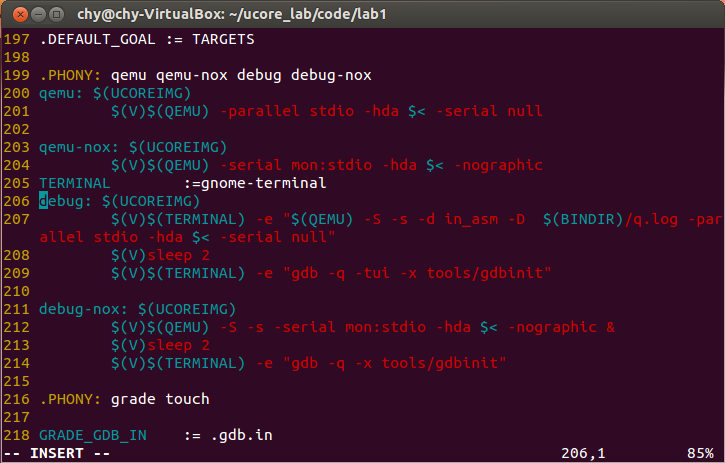 chy@chy-VirtualBox: ~/ucore_lab/code/lab1
197 .DEFAULT_GOAL := TARGETS
198
199 .PHONY: qemu qemu-nox debug debug-nox
200 qemu: $(UCOREIMG)
201         $(V)$(QEMU) -parallel stdio -hda $< -serial null
202
203 qemu-nox: $(UCOREIMG)
204         $(V)$(QEMU) -serial mon:stdio -hda $< -nographic
205 TERMINAL        :=gnome-terminal
206 debug: $(UCOREIMG)
207         $(V)$(TERMINAL) -e "$(QEMU) -S -s -d in_asm -D  $(BINDIR)/q.log -par
allel stdio -hda $< -serial null"
208         $(V)sleep 2
209         $(V)$(TERMINAL) -e "gdb -q -tui -x tools/gdbinit"
210
211 debug-nox: $(UCOREIMG)
212         $(V)$(QEMU) -S -s -serial mon:stdio -hda $< -nographic &
213         $(V)sleep 2
214         $(V)$(TERMINAL) -e "gdb -q -x tools/gdbinit"
215
216 .PHONY: grade touch
217
218 GRADE_GDB_IN    := .gdb.in
-- INSERT --                                                  206,1         85%